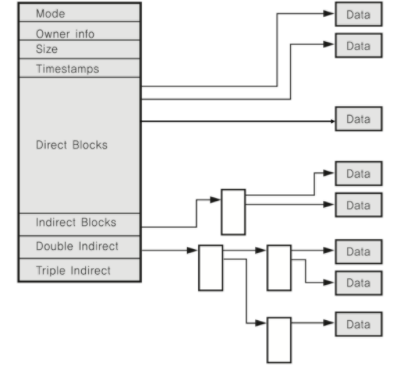 Mode
Owner info
Size
Timestamps
Direct Blocks
Indirect Blocks
Double Indirect
Triple Indirect
Data
Data
Data
Data
Data
Data
Data
Data